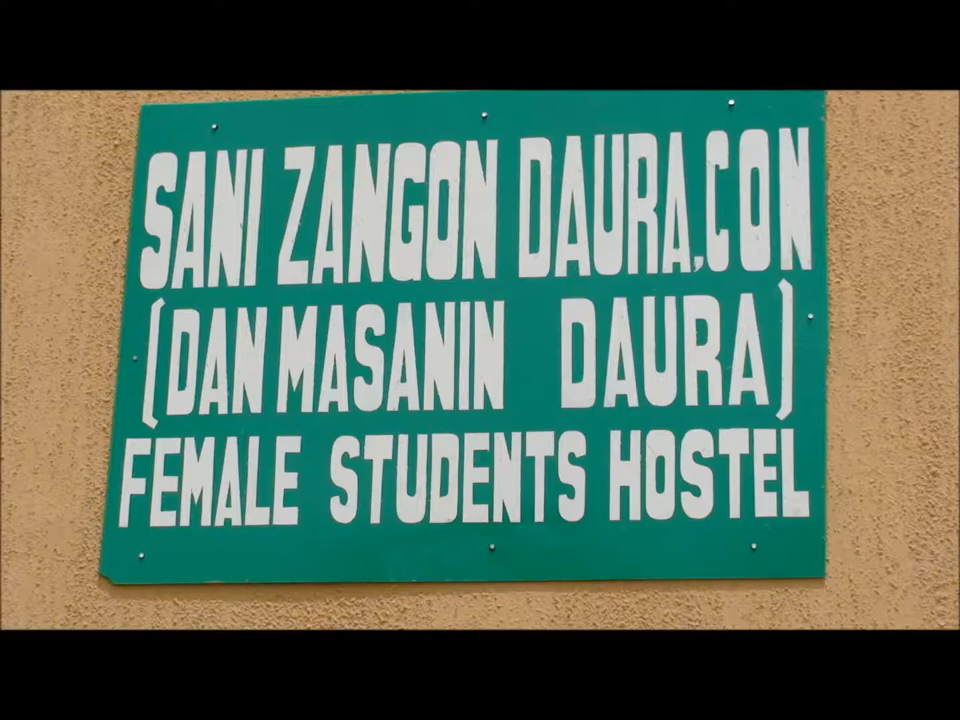 SANI ZANGON DAURA,CON
(DAN MASANIN DAURA)
FEMALE STUDENTS HOSTEL